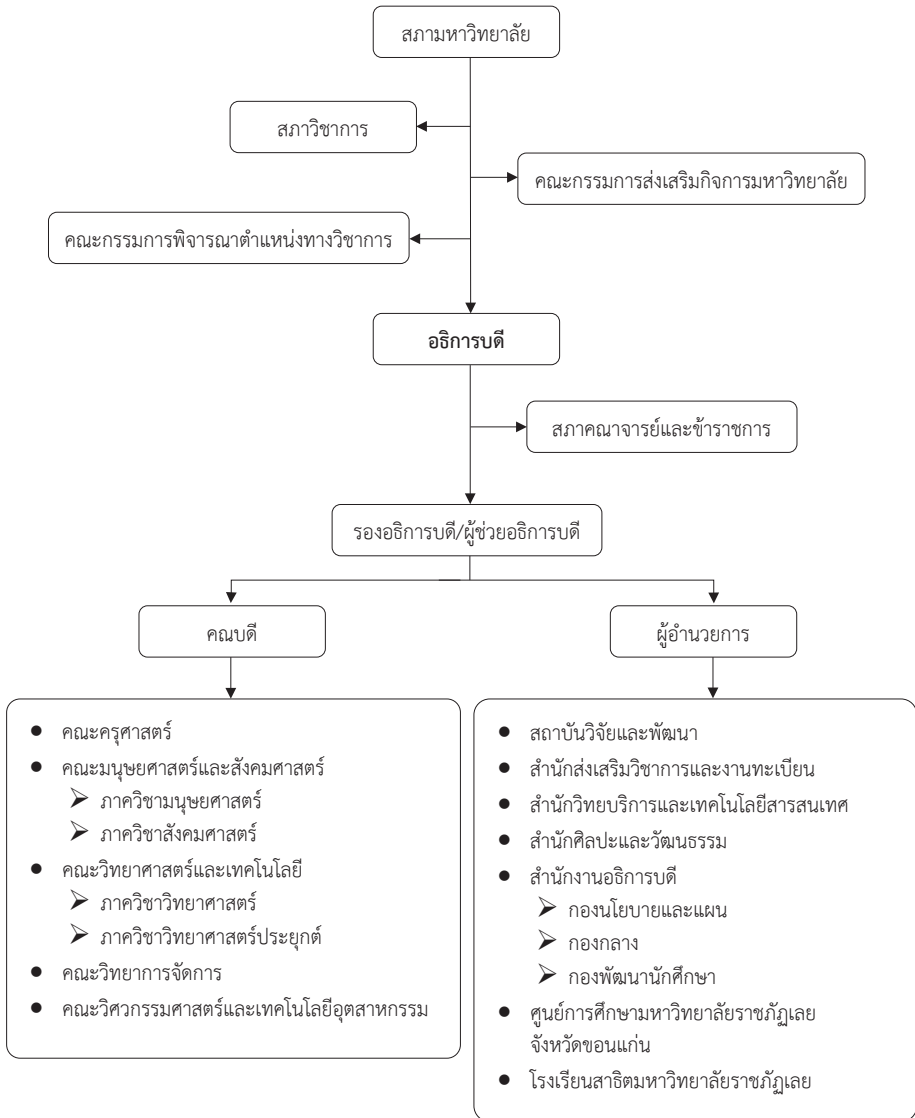 สภามหาวิทยาลัย
สภาวิชาการ
คณะกรรมการส่งเสริมกิจการมหาวิทยาลัย
คณะกรรมการพิจารณาตำแหน่งทางวิชาการ
อธิการบดี
สภาคณาจารย์และข้าราชการ
รองอธิการบดี/ผู้ช่วยอธิการบดี
คณบดี
● คณะครุศาสตร์
● คณะมนุษยศาสตร์และสังคมศาสตร์
➢ ภาควิชามนุษยศาสตร์
➢ ภาควิชาสังคมศาสตร์
● คณะวิทยาศาสตร์และเทคโนโลยี
➢ ภาควิชาวิทยาศาสตร์
➢ ภาควิชาวิทยาศาสตร์ประยุกต์
● คณะวิทยาการจัดการ
● คณะวิศวกรรมศาสตร์และเทคโนโลยีอุตสาหกรรม
ผู้อำนวยการ
● สถาบันวิจัยและพัฒนา
● สำนักส่งเสริมวิชาการและงานทะเบียน
● สำนักวิทยบริการและเทคโนโลยีสารสนเทศ
● สำนักศิลปะและวัฒนธรรม
● สำนักงานอธิการบดี
➢ กองนโยบายและแผน
➢ กองกลาง
➢ กองพัฒนานักศึกษา
● ศูนย์การศึกษามหาวิทยาลัยราชภัฏเลย
จังหวัดขอนแก่น
● โรงเรียนสาธิตมหาวิทยาลัยราชภัฏเลย